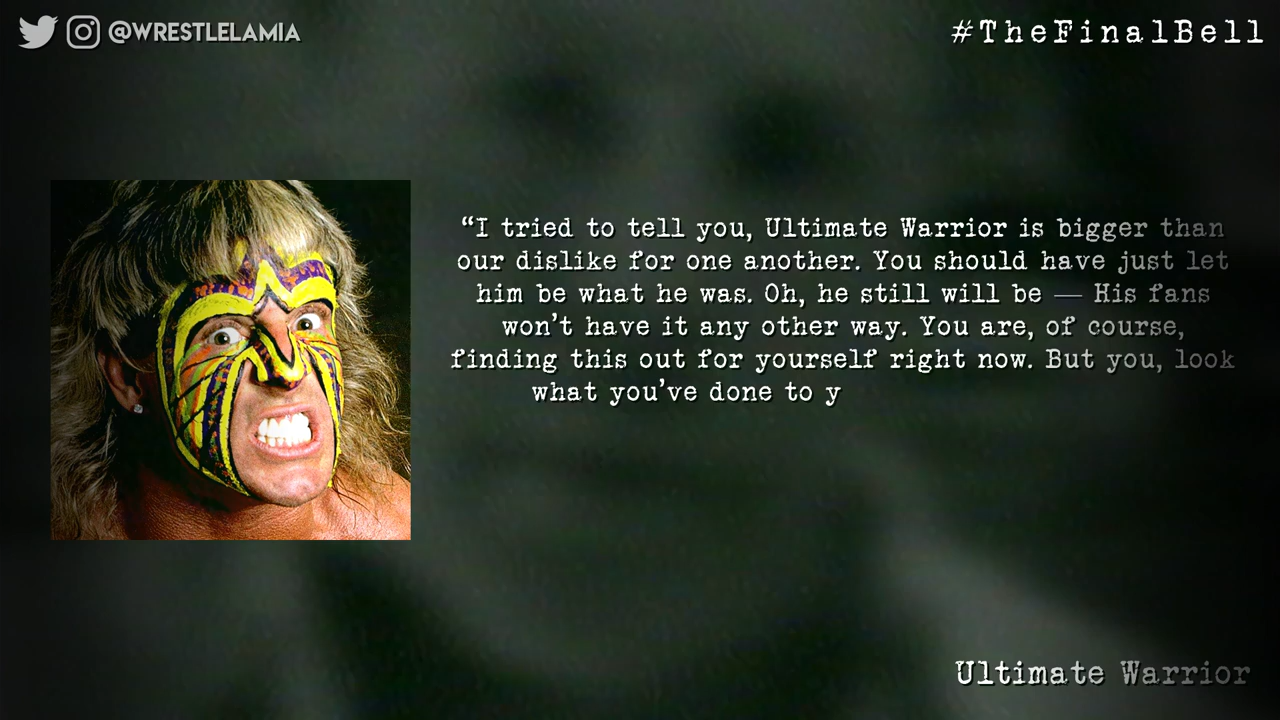 @WRESTLELAMIA
#TheFinalBell
“I tried to tell you, Ultimate Warrior is bigger than
our dislike for one another. You should have just let
him be what he was. Oh, he still will be — His fans
won’t have it any other way. You are, of course,
finding this out for yourself right now. But you, look
what you’ve done to y
Ultimate Warrior